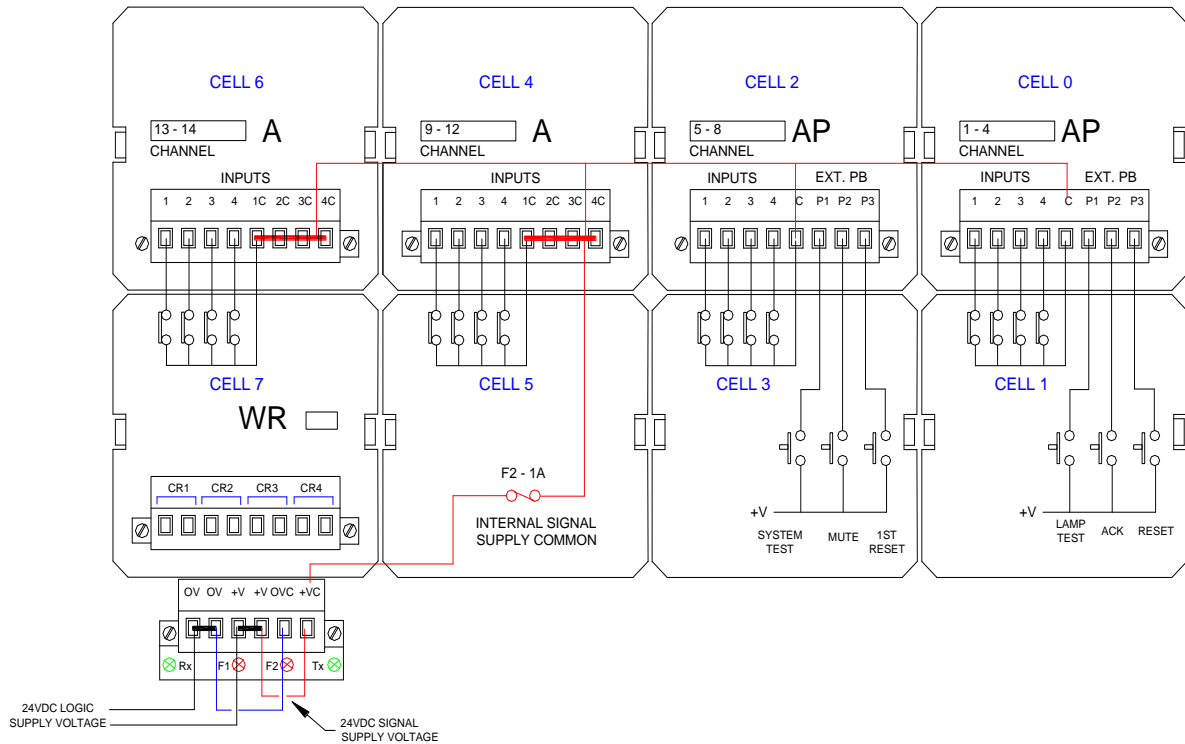 CELL 6 CELL 4 CELL 2 CELL 0
13 - 14 A 9 - 12 A 5 - 8 AP 1 - 4 AP
CHANNEL CHANNEL CHANNEL CHANNEL
INPUTS INPUTS INPUTS EXT. PB INPUTS EXT. PB
1 2 3 4 1C 2C 3C 4C 1 2 3 4 1C 2C 3C 4C 1 2 3 4 C P1 P2 P3 1 2 3 4 C P1 P2 P3
CELL 7 CELL 5 CELL 3 CELL 1
WR
F2 - 1A
CR1 CR2 CR3 CR4
INTERNAL SIGNAL
SUPPLY COMMON
+V
SYSTEM
TEST
MUTE
1ST
RESET
+V
LAMP
TEST
ACK
RESET
OV OV +V +V OVC +VC
Rx F1 F2 Tx
24VDC LOGIC
SUPPLY VOLTAGE
24VDC SIGNAL
SUPPLY VOLTAGE